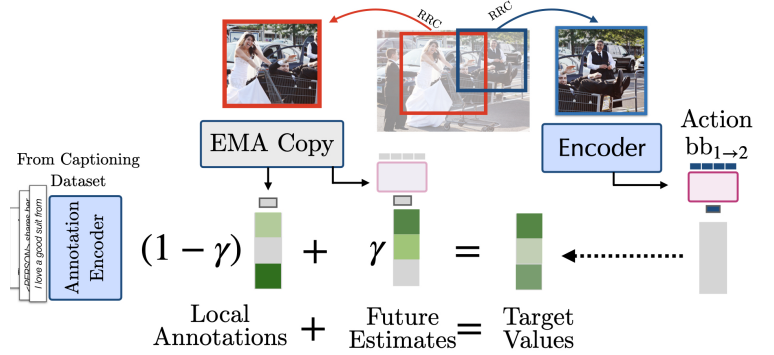 RRC
RRC
EMA Copy
Encoder
Action
bb1→2
From Captioning
Dataset
I love a good suit from
Annotation
Encoder
(1 − γ) + γ =
Local
Annotations
+
Future
Estimates
=
Target
Values